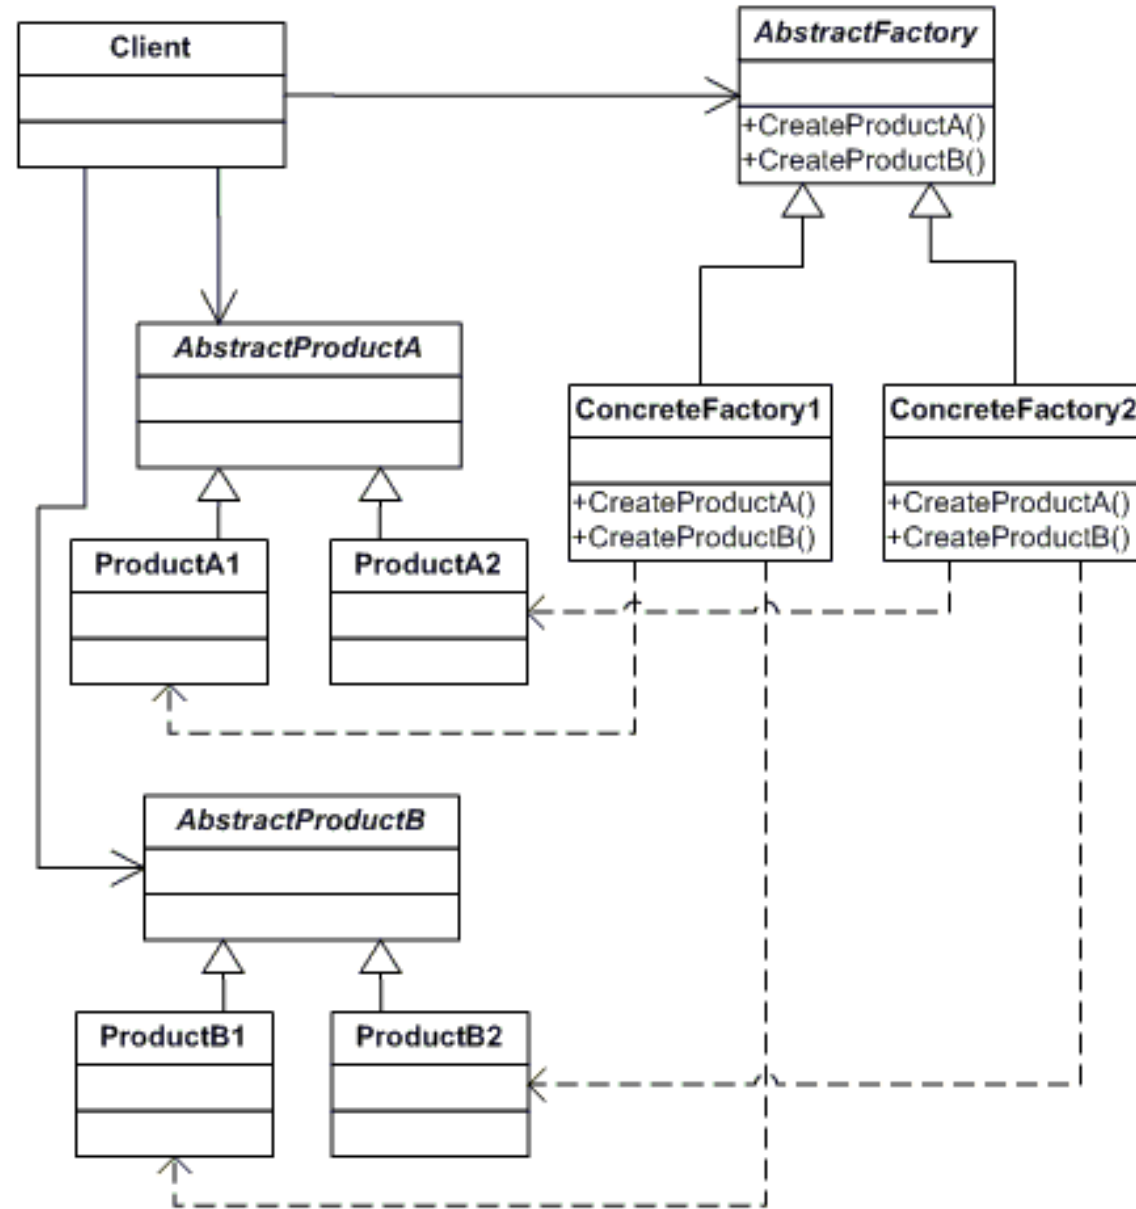 Client
AbstractFactory
+CreateProductA()
+CreateProductB()
AbstractProductA
ConcreteFactory1
+CreateProductA()
+CreateProductB()
ConcreteFactory2
+CreateProductA()
+CreateProductB()
ProductA1
ProductA2
AbstractProductB
ProductB1
ProductB2